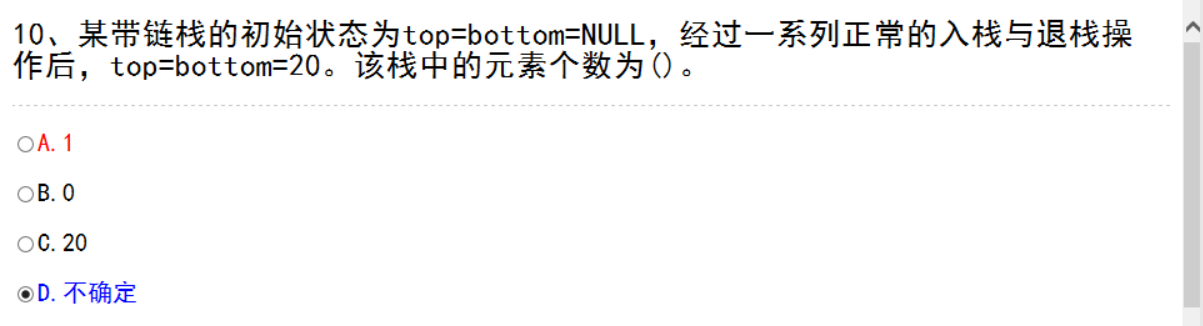 10、某带链栈的初始状态为top=bottom=NULL，经过一系列正常的入栈与退栈操
作后，top=bottom=20。该栈中的元素个数为()。
A. 1
B. 0
C. 20
D. 不确定